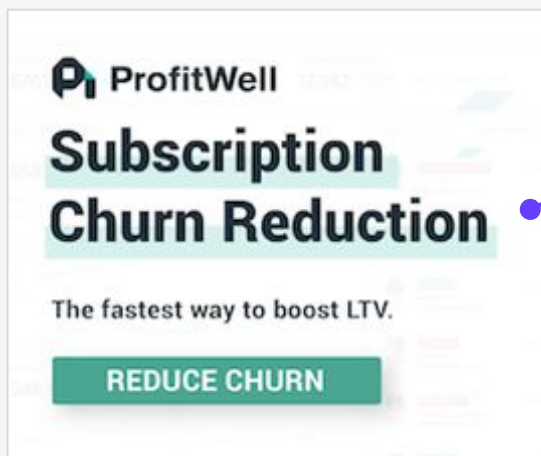 ProfitWell
Subscription
Churn Reduction
The fastest way to boost LTV.
REDUCE CHURN